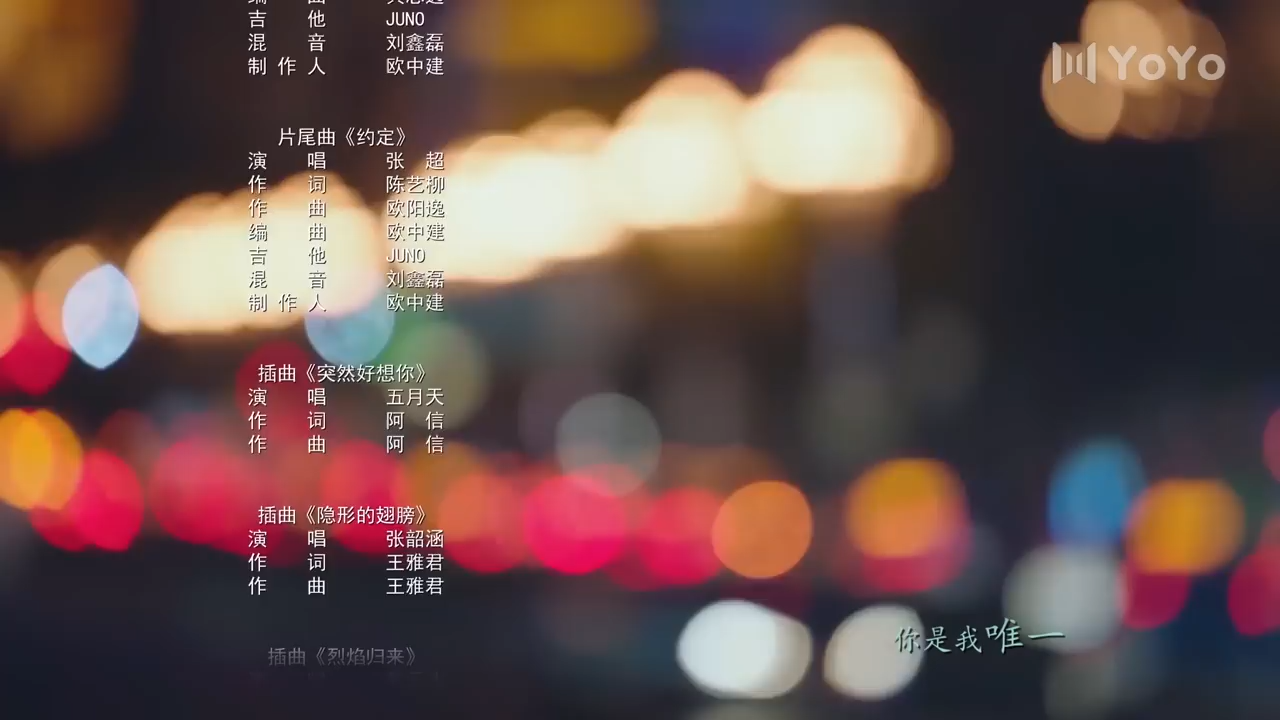 吉 他 JUNO
混 音 刘鑫磊
制 作 人 欧中建
YoYo
片尾曲《约定》
演 唱 张 超
作 词 陈艺柳
作 曲 欧阳逸
编 曲 欧中建
吉 他 JUNO
混 音 刘鑫磊
制 作 人 欧中建
插曲《突然好想你》
演 唱 五月天
作 词 阿 信
作 曲 阿 信
插曲《隐形的翅膀》
演 唱 张韶涵
作 词 王雅君
作 曲 王雅君
你是我唯一
插曲《烈焰归来》